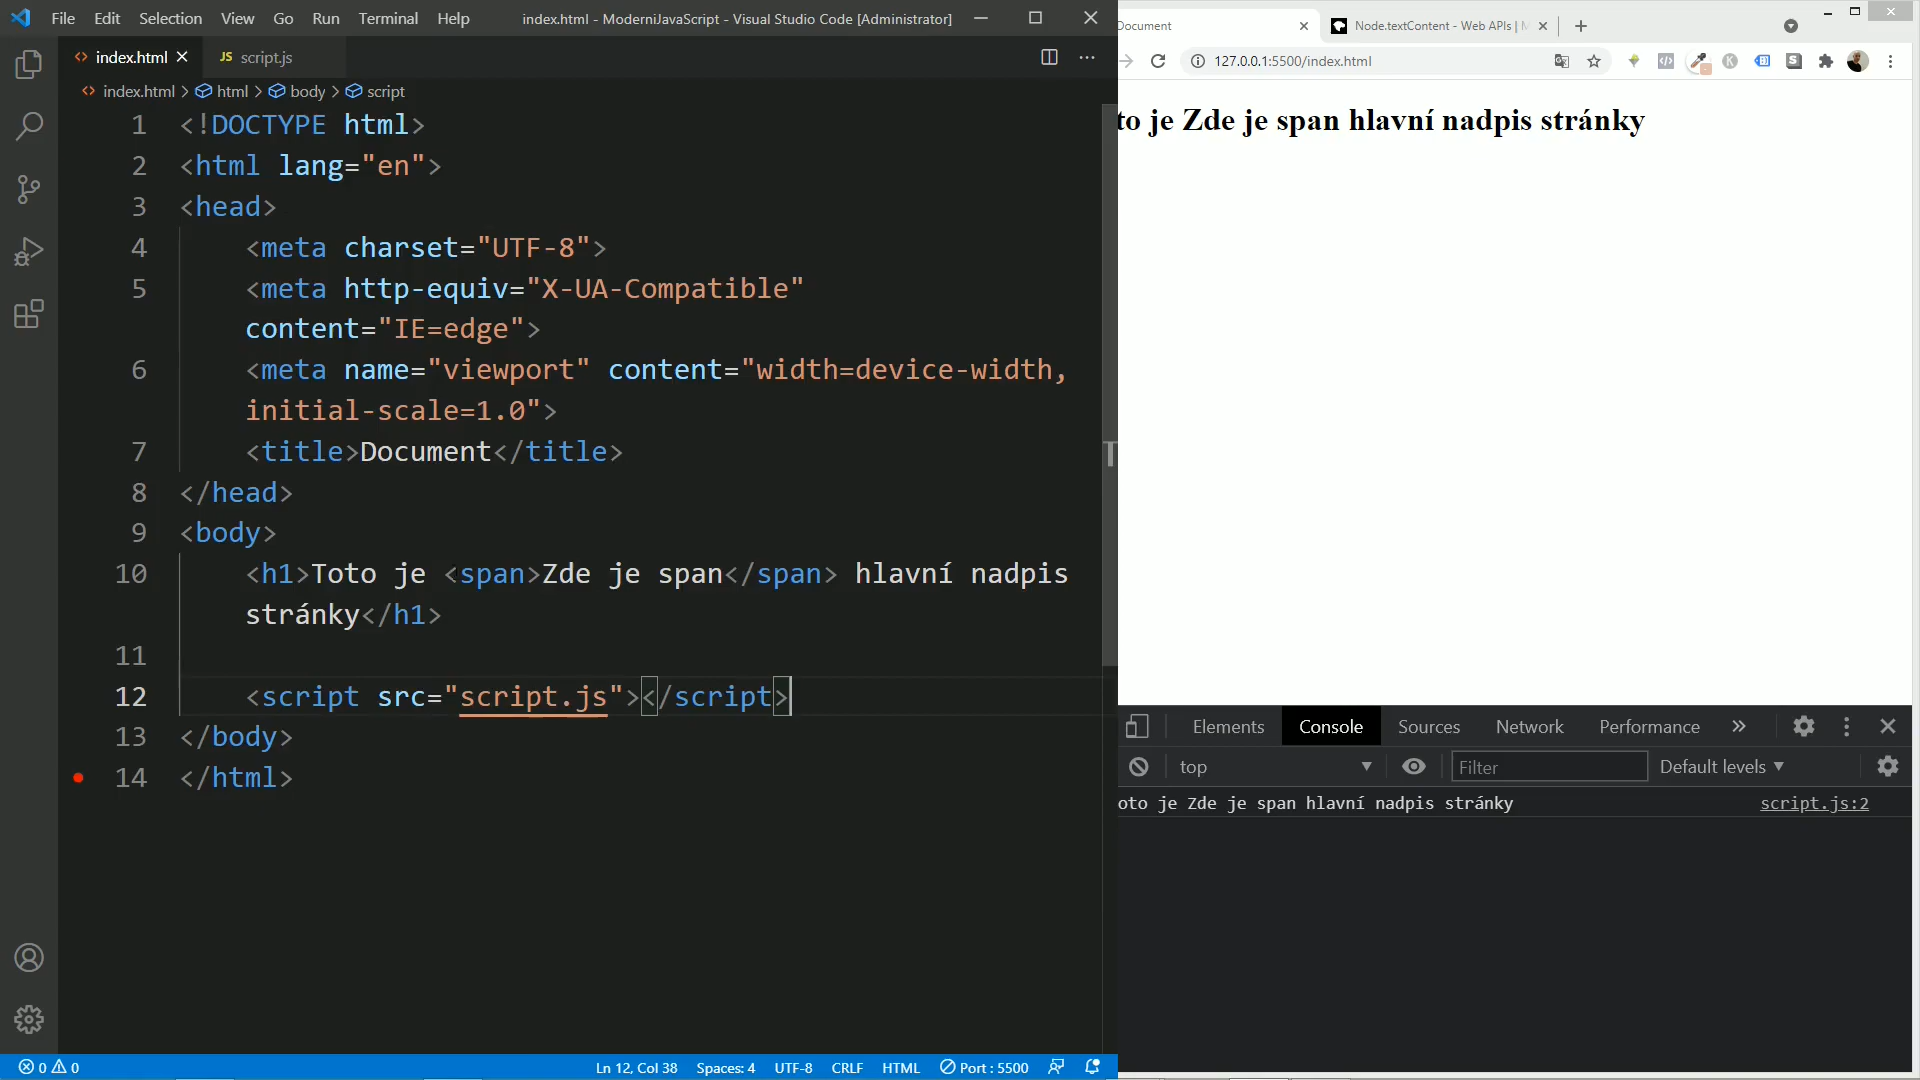 File Edit Selection View Go Run Terminal Help index.html - ModerniJavaScript - Visual Studio Code [Administrator]
index.html JS script.js
index.html > html > body > script
1 <!DOCTYPE html>
2 <html lang="en">
3 <head>
4 <meta charset="UTF-8">
5 <meta http-equiv="X-UA-Compatible"
content="IE=edge">
6 <meta name="viewport" content="width=device-width,
initial-scale=1.0">
7 <title>Document</title>
8 </head>
9 <body>
10 <h1>Toto je <span>Zde je span</span> hlavní nadpis
stránky</h1>
11
12 <script src="script.js"></script>
13 </body>
14 </html>
0 0 Ln 12, Col 38 Spaces: 4 UTF-8 CRLF HTML Port : 5500
Document Node.textContent - Web APIs |
127.0.0.1:5500/index.html
to je Zde je span hlavní nadpis stránky
Elements Console Sources Network Performance »
top Filter Default levels
oto je Zde je span hlavní nadpis stránky script.js:2